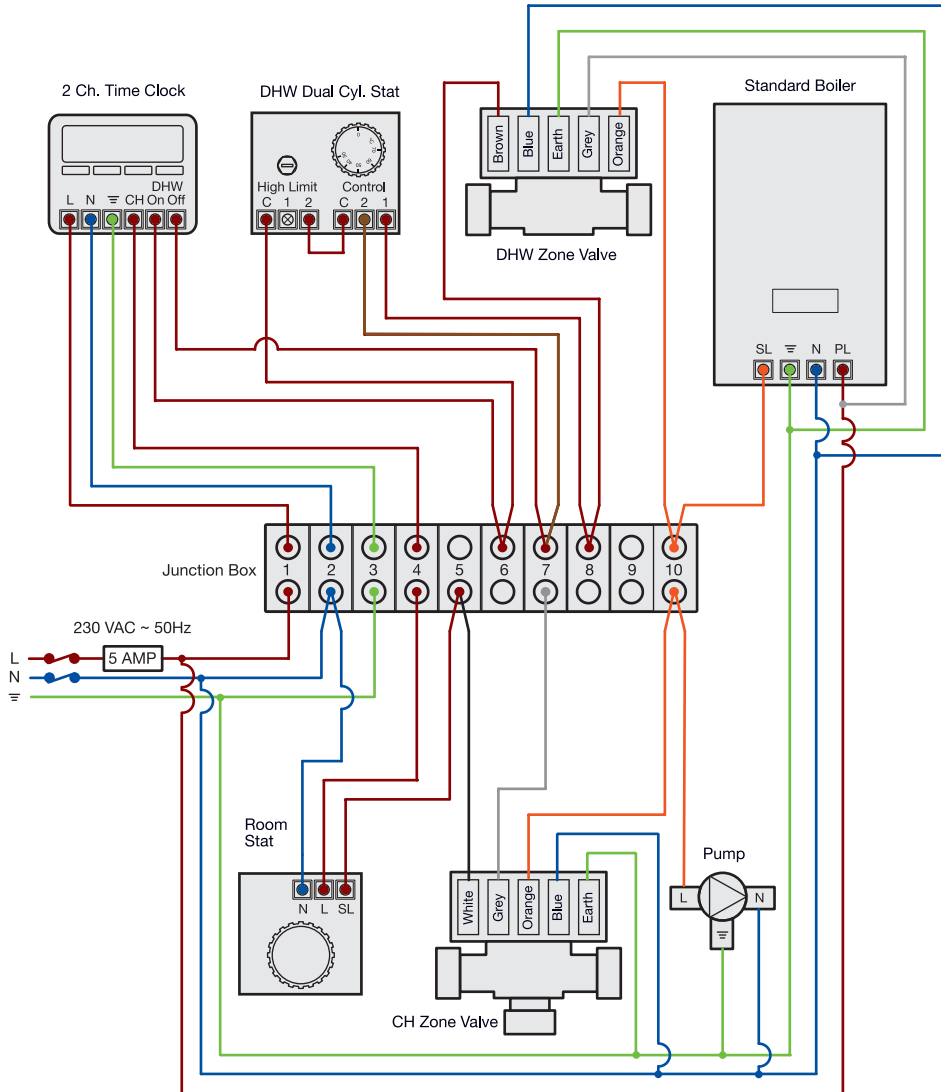 2 Ch. Time Clock
DHW Dual Cyl. Stat
Standard Boiler
Brown
Blue
Earth
Grey
Orange
DHW
L N CH On Off
High Limit Control
C 1 2 C 2 1
0
DHW Zone Valve
SL N PL
Junction Box
1 2 3 4 5 6 7 8 9 10
230 VAC ~ 50Hz
L
5 AMP
N
Room
Stat
N L SL
White
Grey
Orange
Blue
Earth
CH Zone Valve
Pump
L N